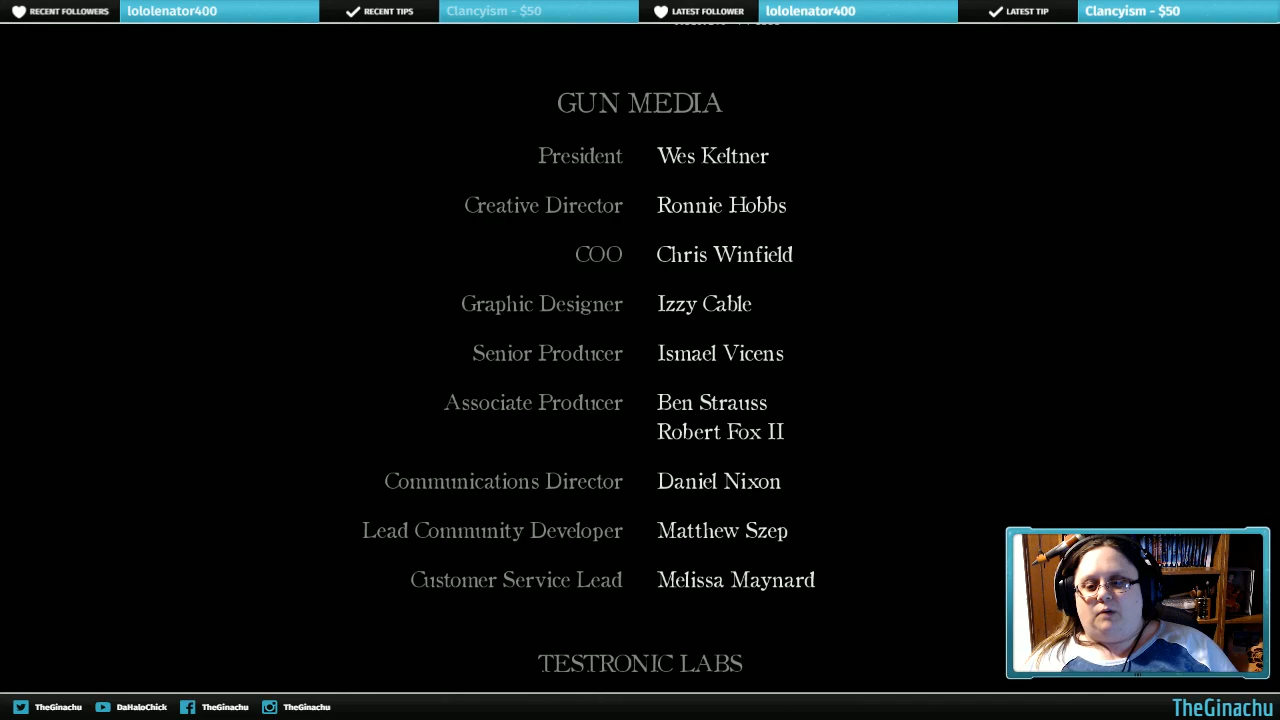 RECENT FOLLOWERS lololenator400 RECENT TIPS Clancyism - $50 LATEST FOLLOWER lololenator400 LATEST TIP Clancyism - $50
GUN MEDIA
President Wes Keltner
Creative Director Ronnie Hobbs
COO Chris Winfield
Graphic Designer Izzy Cable
Senior Producer Ismael Vicens
Associate Producer Ben Strauss
Robert Fox II
Communications Director Daniel Nixon
Lead Community Developer Matthew Szep
Customer Service Lead Melissa Maynard
TESTRONIC LABS
TheGinachu DaHaloChick TheGinachu TheGinachu TheGinachu